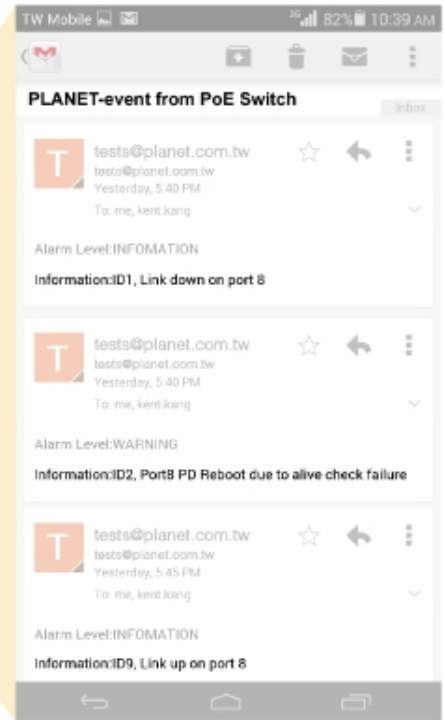 TW Mobile 3G 82% 10:39 AM
PLANET-event from PoE Switch
Inbox
T
tests@planet.com.tw
tests@planet.com.tw
Yesterday, 5:40 PM
To: me, kent.kang
Alarm Level:INFOMATION
Information:ID1, Link down on port 8
T
tests@planet.com.tw
tests@planet.com.tw
Yesterday, 5:40 PM
To: me, kent.kang
Alarm Level:WARNING
Information:ID2, Port8 PD Reboot due to alive check failure
T
tests@planet.com.tw
tests@planet.com.tw
Yesterday, 5:45 PM
To: me, kent.kang
Alarm Level:INFOMATION
Information:ID9, Link up on port 8